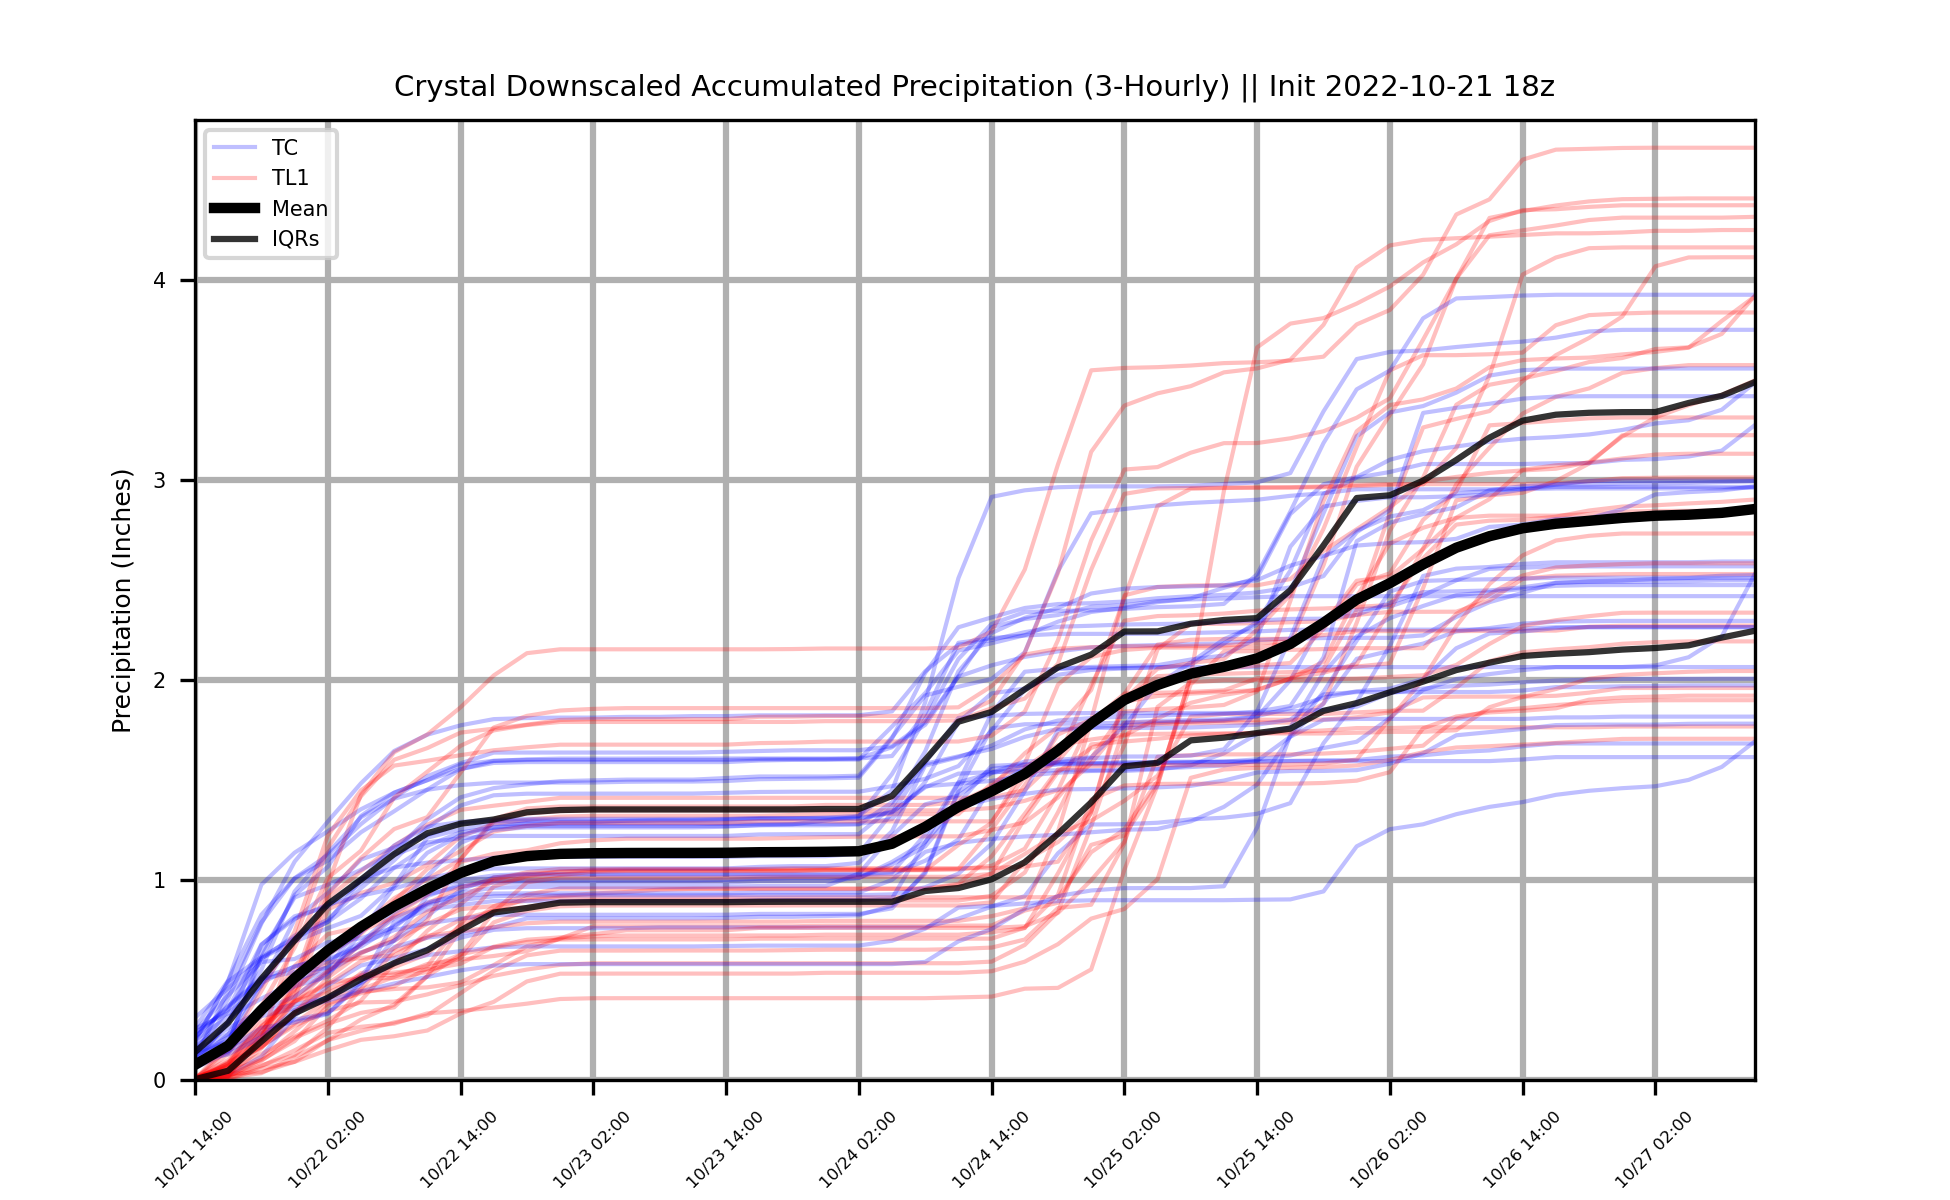 Crystal Downscaled Accumulated Precipitation (3-Hourly) || Init 2022-10-21 18z
TC
TL1
Mean
IQRs
Precipitation (Inches)
4
3
2
1
0
10/21 14:00
10/22 02:00
10/22 14:00
10/23 02:00
10/23 14:00
10/24 02:00
10/24 14:00
10/25 02:00
10/25 14:00
10/26 02:00
10/26 14:00
10/27 02:00